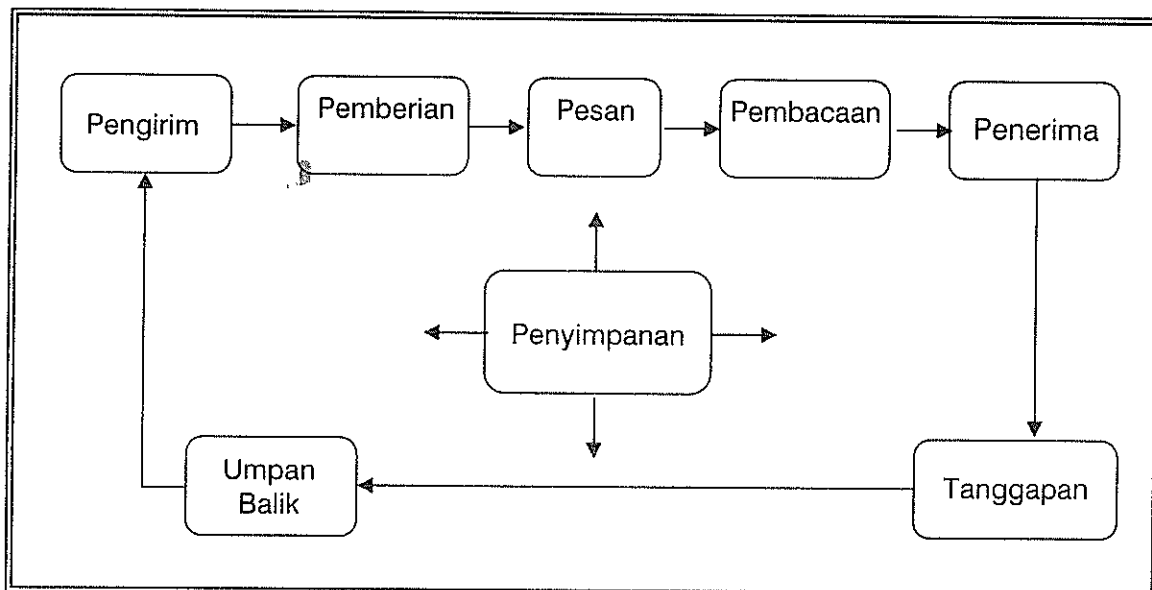 Pengirim
Pemberian
Pesan
Pembacaan
Penerima
Penyimpanan
Umpan
Balik
Tanggapan